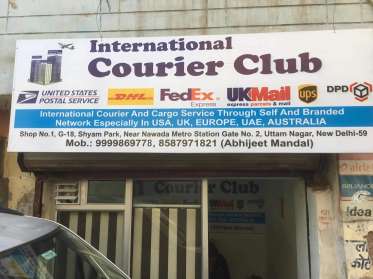 International
Courier Club
UNITED STATES
POSTAL SERVICE
DHL
FedEx
Express
UKMail
express parcels & mail
ups
DPD
International Courier And Cargo Service Through Self And Branded
Network Especially in USA, UK, EUROPE, UAE, AUSTRALIA
Shop No.1, G-18, Shyam Park, Near Nawada Metro Station Gate No. 2, Uttam Nagar, New Delhi-59
Mob.: 9999869778, 8587971821 (Abhijeet Mandal)
Courier Club
Idea